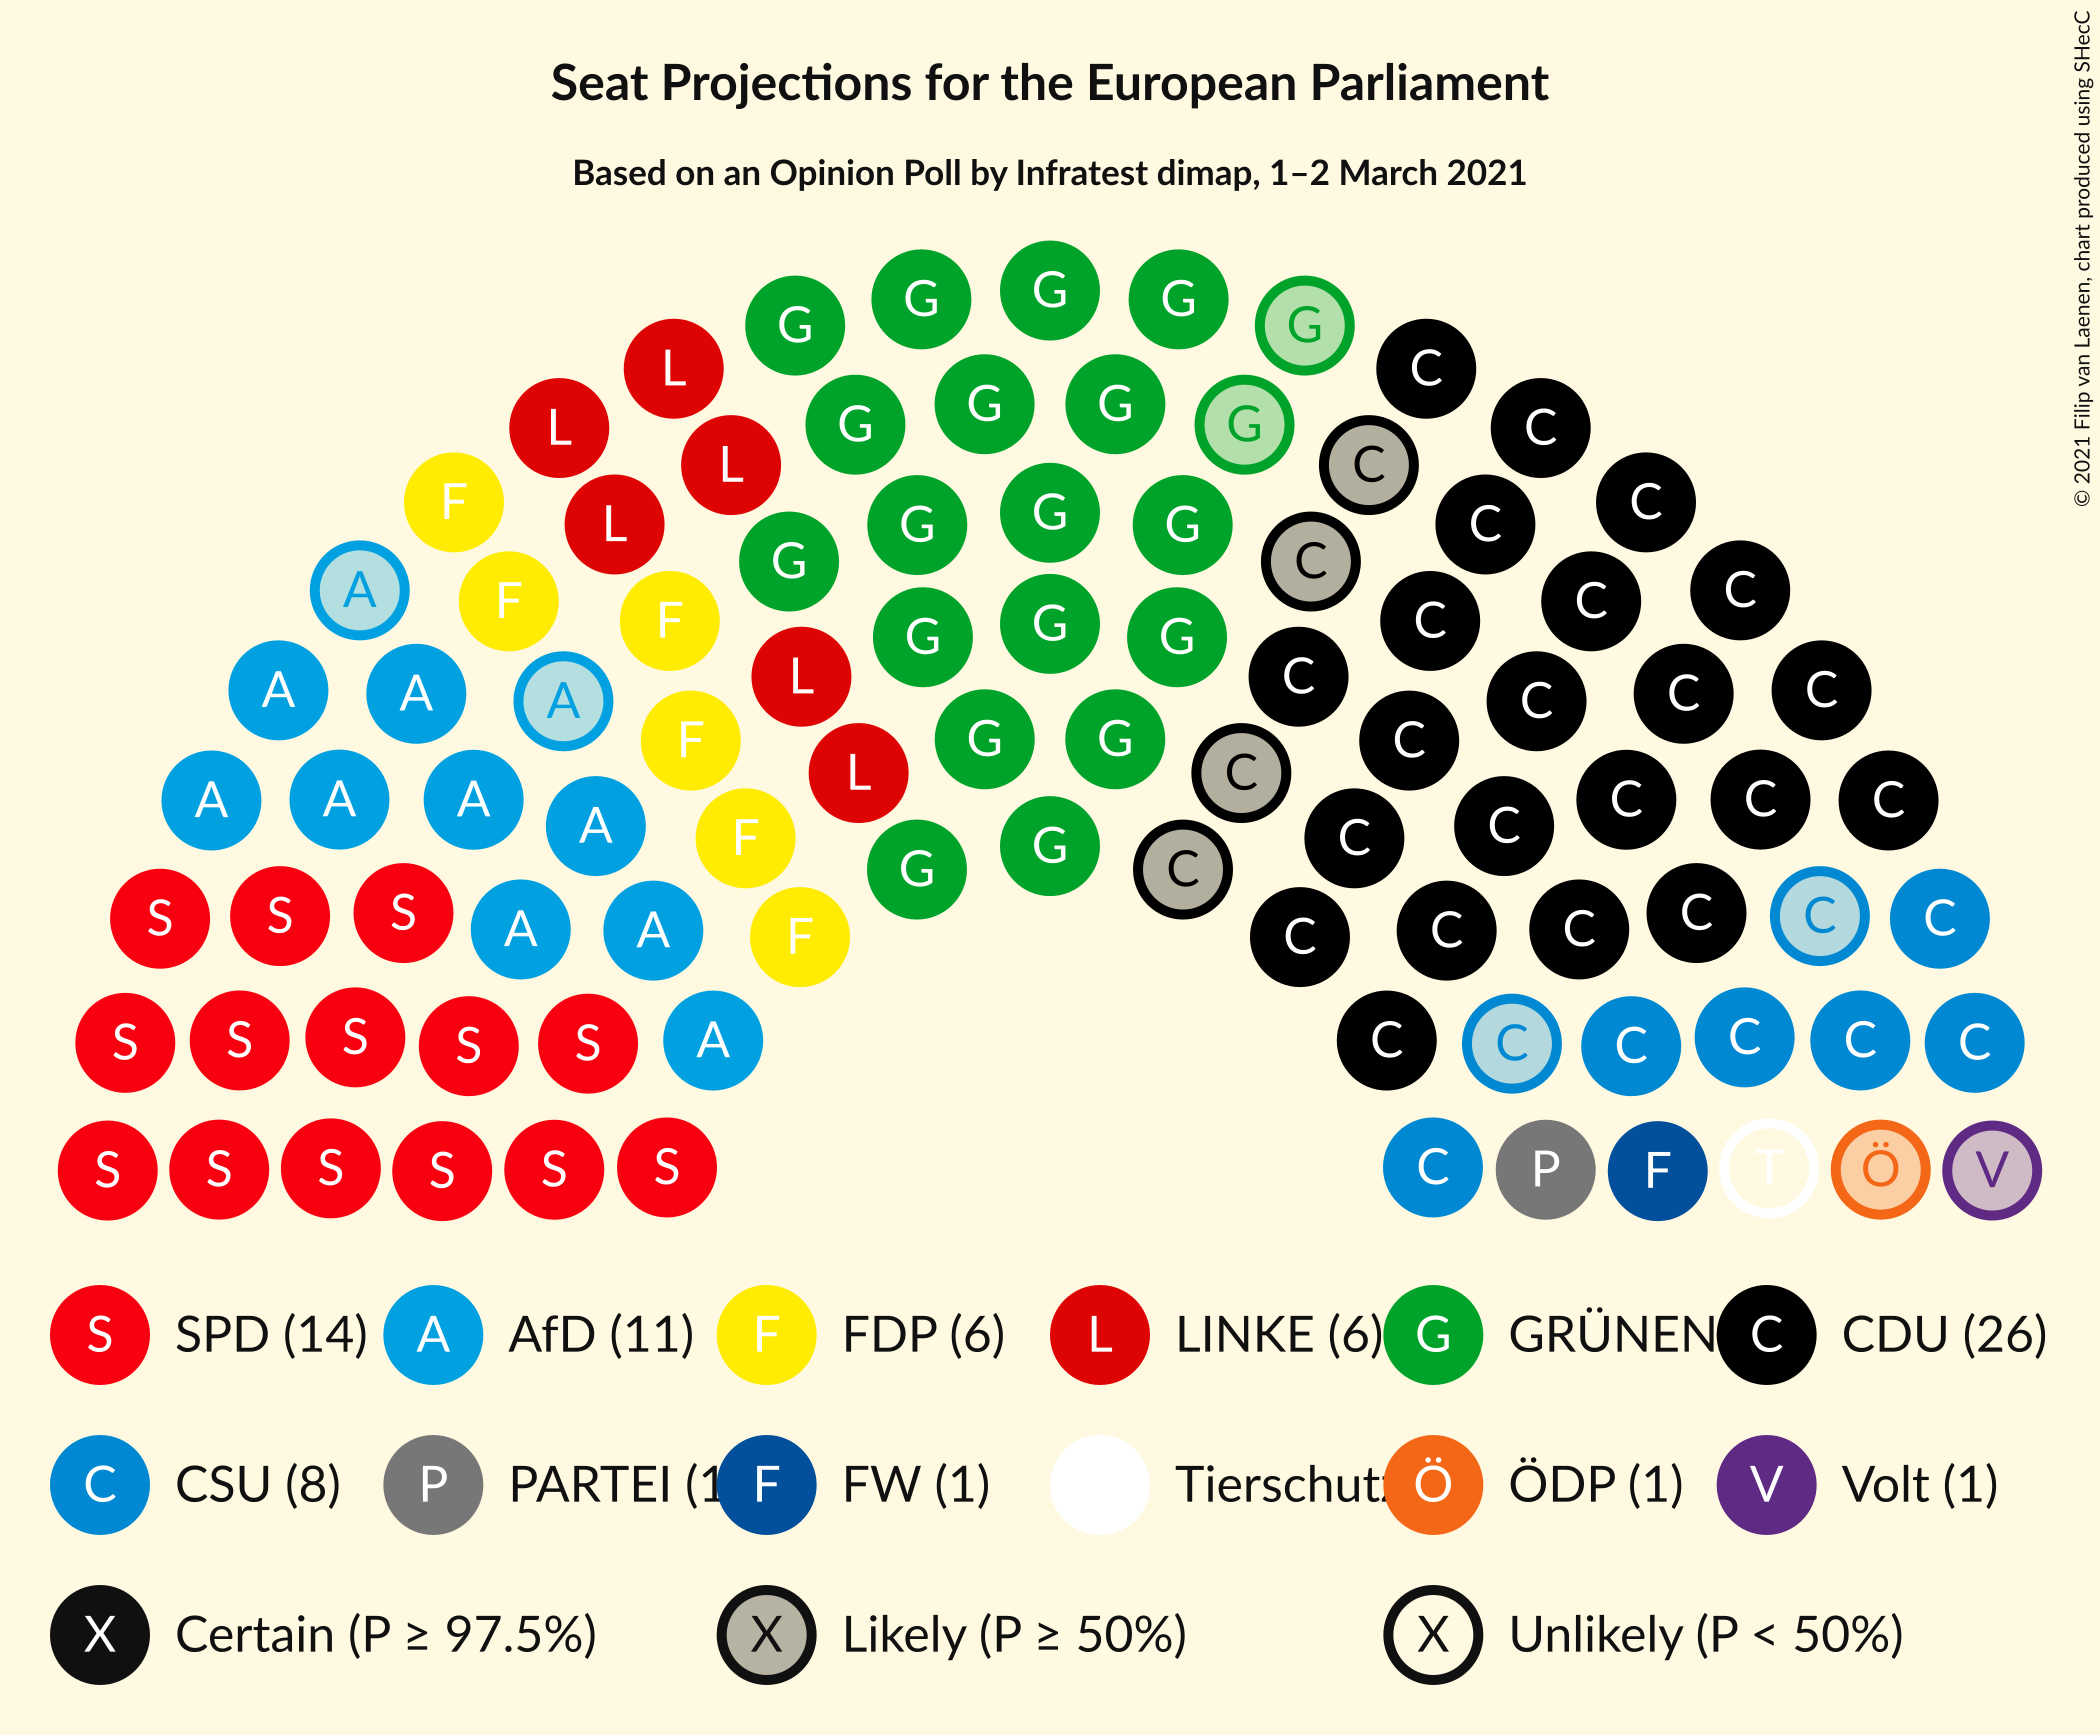 Seat Projections for the European Parliament
Based on an Opinion Poll by Infratest dimap, 1–2 March 2021
© 2021 Filip van Laenen, chart produced using SHecC
G G G G G
L G G G G C
L L G G G G C C
F L G G G C C C
A F F L G G C C C C
A A A F L G G C C C C C C
A A A A F G G C C C C C C
S S S A A F C C C C C C
S S S S S A C C C C C C
S S S S S S C P F T Ö V
S SPD (14) A AfD (11) F FDP (6) L LINKE (6) G GRÜNEN C CDU (26)
C CSU (8) P PARTEI (1 F FW (1) Tierschutz Ö ÖDP (1) V Volt (1)
X Certain (P ≥ 97.5%) X Likely (P ≥ 50%) X Unlikely (P < 50%)